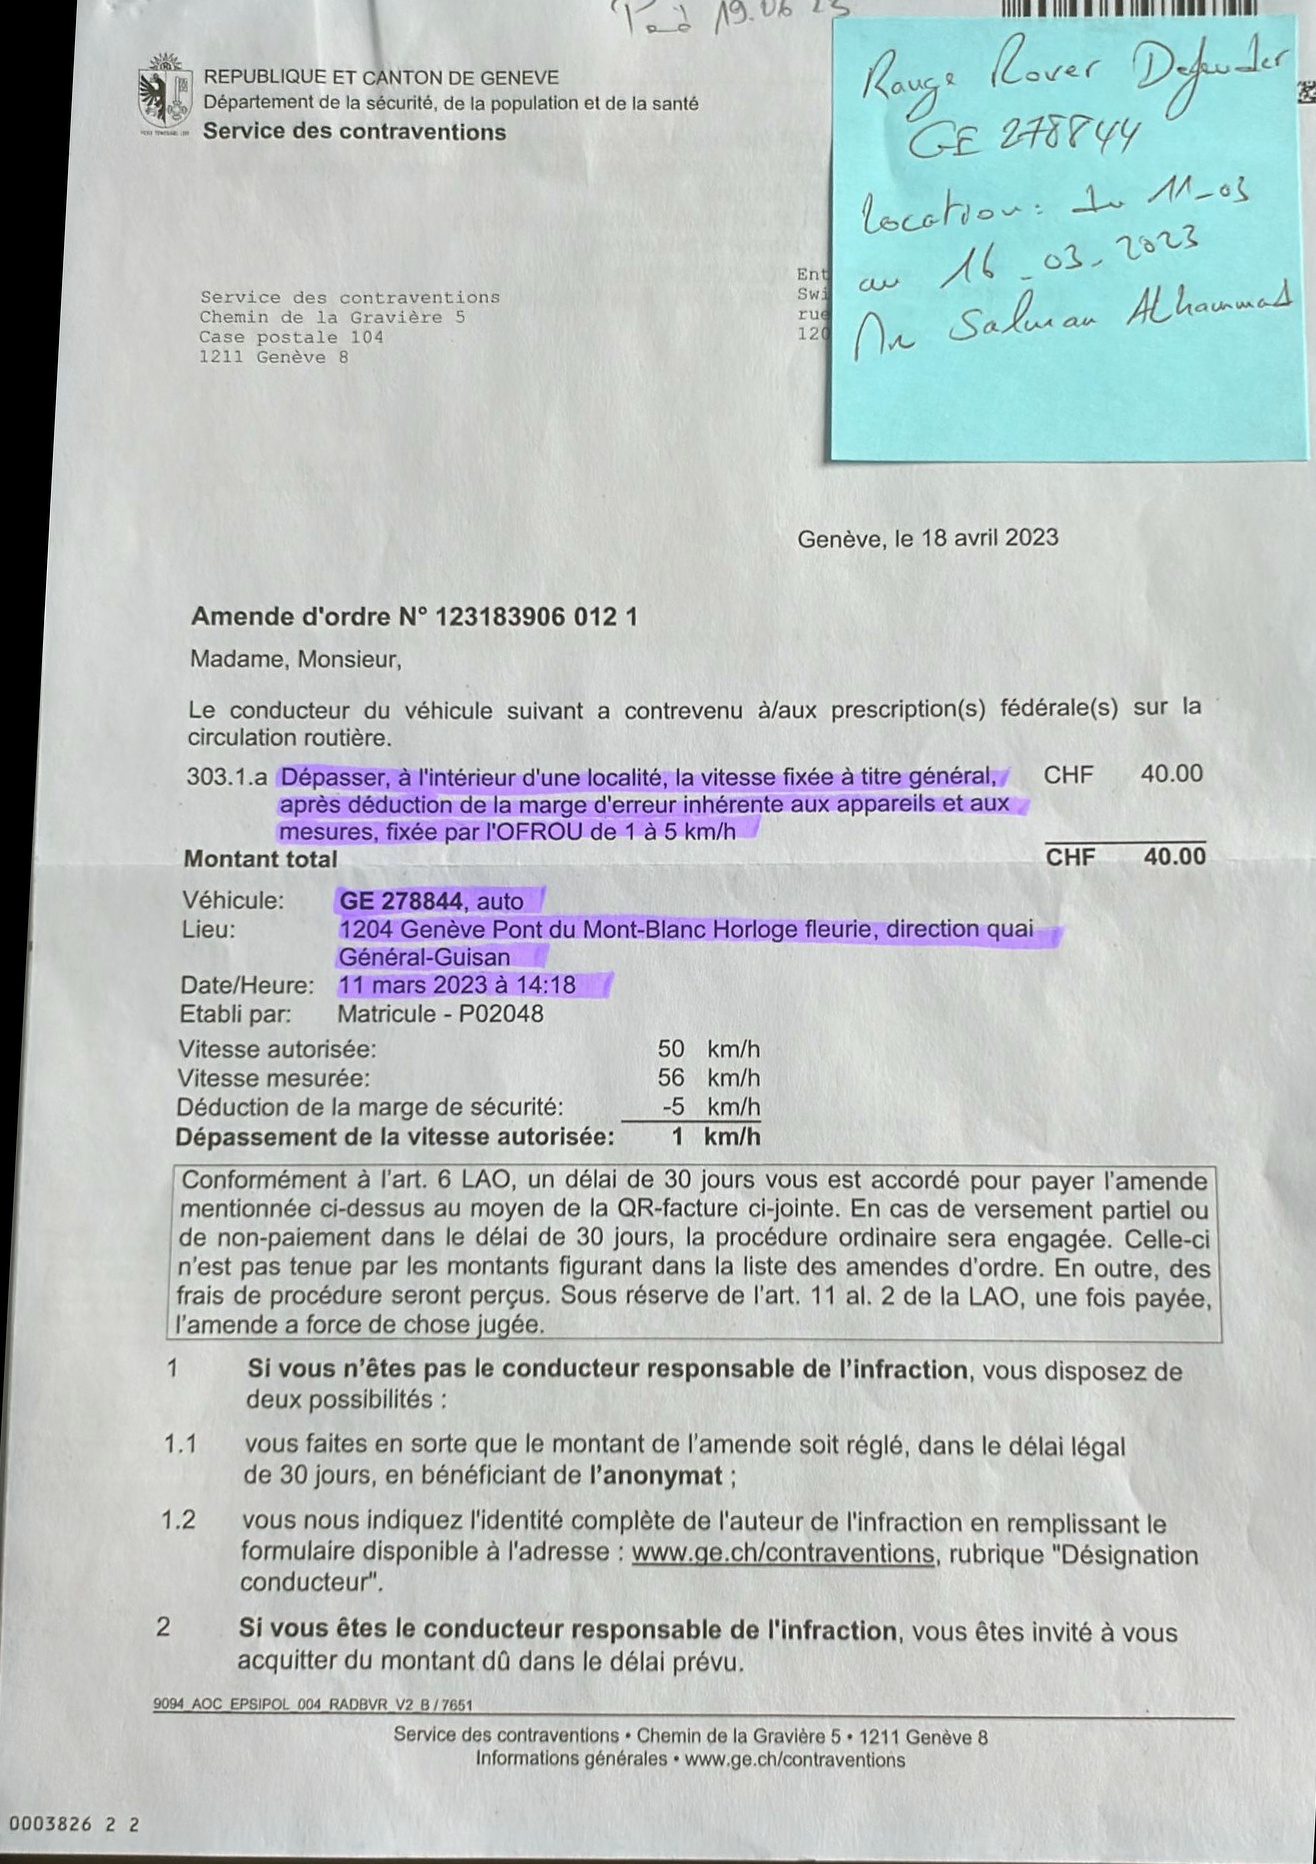 19.06 23
REPUBLIQUE ET CANTON DE GENEVE
Département de la sécurité, de la population et de la santé
Service des contraventions
Range Rover Defender
GE 278844
Location: du 11-03
au 16-03-2023
Mr Salman Alhammad
Service des contraventions
Chemin de la Gravière 5
Case postale 104
1211 Genève 8
Ent
Swi
rue
120
Genève, le 18 avril 2023
Amende d'ordre N° 123183906 012 1
Madame, Monsieur,
Le conducteur du véhicule suivant a contrevenu à/aux prescription(s) fédérale(s) sur la
circulation routière.
303.1.a Dépasser, à l'intérieur d'une localité, la vitesse fixée à titre général, CHF 40.00
après déduction de la marge d'erreur inhérente aux appareils et aux
mesures, fixée par l'OFROU de 1 à 5 km/h
Montant total CHF 40.00
Véhicule: GE 278844, auto
Lieu: 1204 Genève Pont du Mont-Blanc Horloge fleurie, direction quai
Général-Guisan
Date/Heure: 11 mars 2023 à 14:18
Etabli par: Matricule - P02048
Vitesse autorisée: 50 km/h
Vitesse mesurée: 56 km/h
Déduction de la marge de sécurité: -5 km/h
Dépassement de la vitesse autorisée: 1 km/h
Conformément à l'art. 6 LAO, un délai de 30 jours vous est accordé pour payer l'amende
mentionnée ci-dessus au moyen de la QR-facture ci-jointe. En cas de versement partiel ou
de non-paiement dans le délai de 30 jours, la procédure ordinaire sera engagée. Celle-ci
n'est pas tenue par les montants figurant dans la liste des amendes d'ordre. En outre, des
frais de procédure seront perçus. Sous réserve de l'art. 11 al. 2 de la LAO, une fois payée,
l'amende a force de chose jugée.
1 Si vous n'êtes pas le conducteur responsable de l'infraction, vous disposez de
deux possibilités :
1.1 vous faites en sorte que le montant de l'amende soit réglé, dans le délai légal
de 30 jours, en bénéficiant de l'anonymat ;
1.2 vous nous indiquez l'identité complète de l'auteur de l'infraction en remplissant le
formulaire disponible à l'adresse : www.ge.ch/contraventions, rubrique "Désignation
conducteur".
2 Si vous êtes le conducteur responsable de l'infraction, vous êtes invité à vous
acquitter du montant dû dans le délai prévu.
9094_AOC_EPSIPOL_004_RADBVR_V2_B / 7651
Service des contraventions • Chemin de la Gravière 5 • 1211 Genève 8
Informations générales • www.ge.ch/contraventions
0003826 2 2